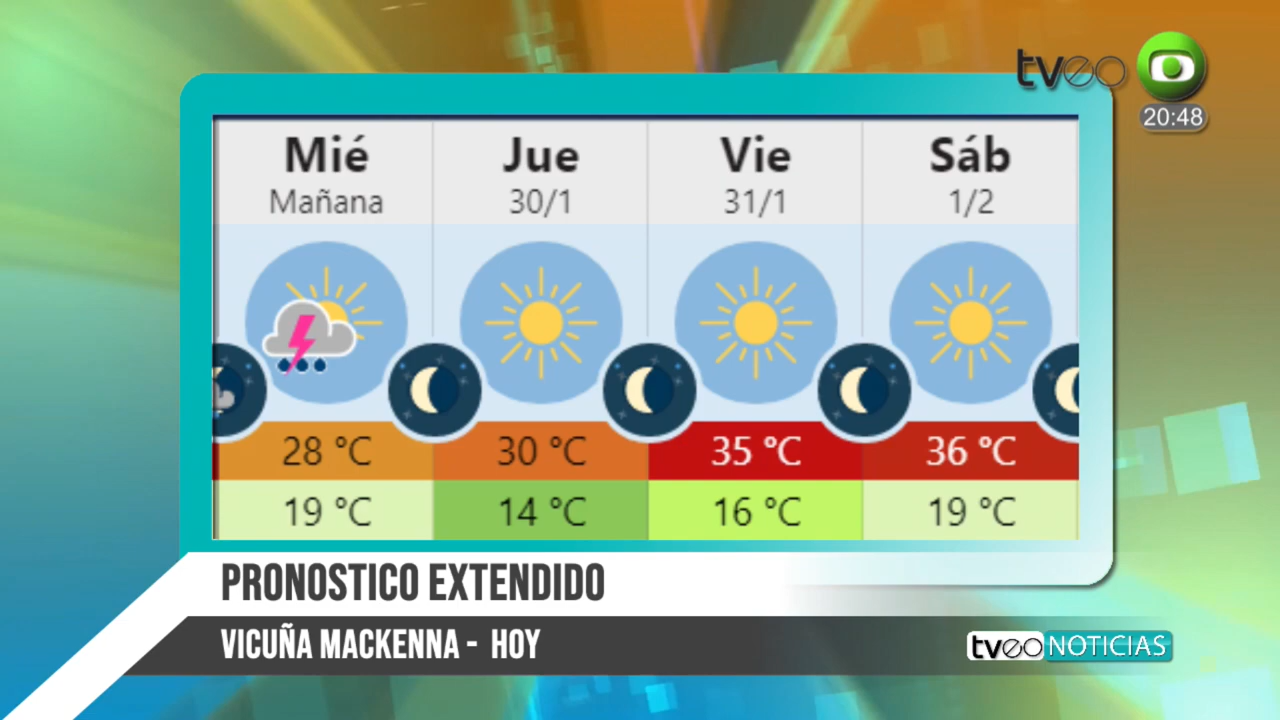 tveo
20:48
Mié Jue Vie Sáb
Mañana 30/1 31/1 1/2
28 °C 30 °C 35 °C 36 °C
19 °C 14 °C 16 °C 19 °C
PRONOSTICO EXTENDIDO
VICUÑA MACKENNA - HOY
tveo NOTICIAS